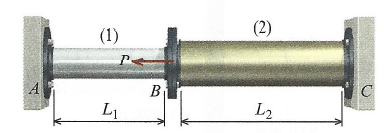 (1) (2)
P
A B C
L₁ L₂